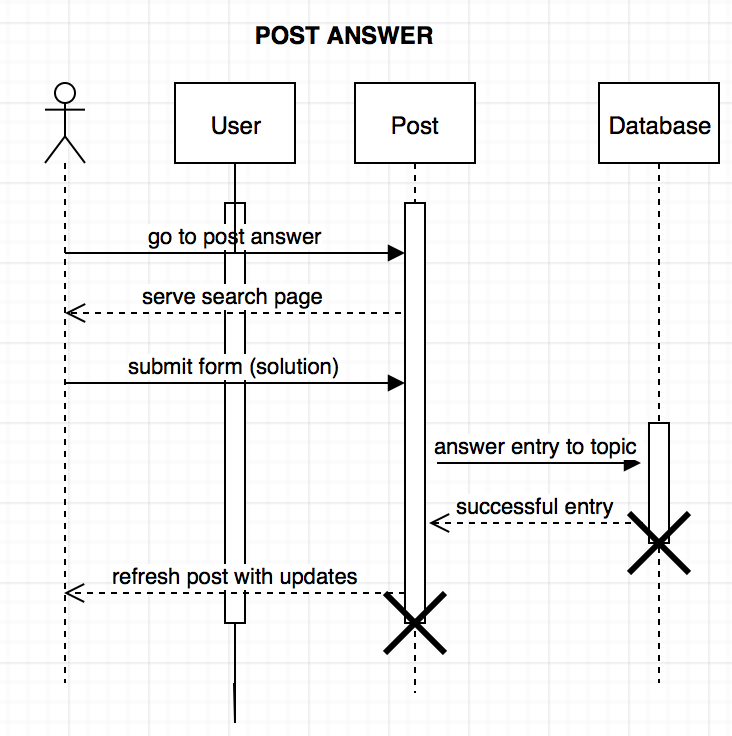 POST ANSWER
User
Post
Database
go to post answer
serve search page
submit form (solution)
answer entry to topic
successful entry
refresh post with updates